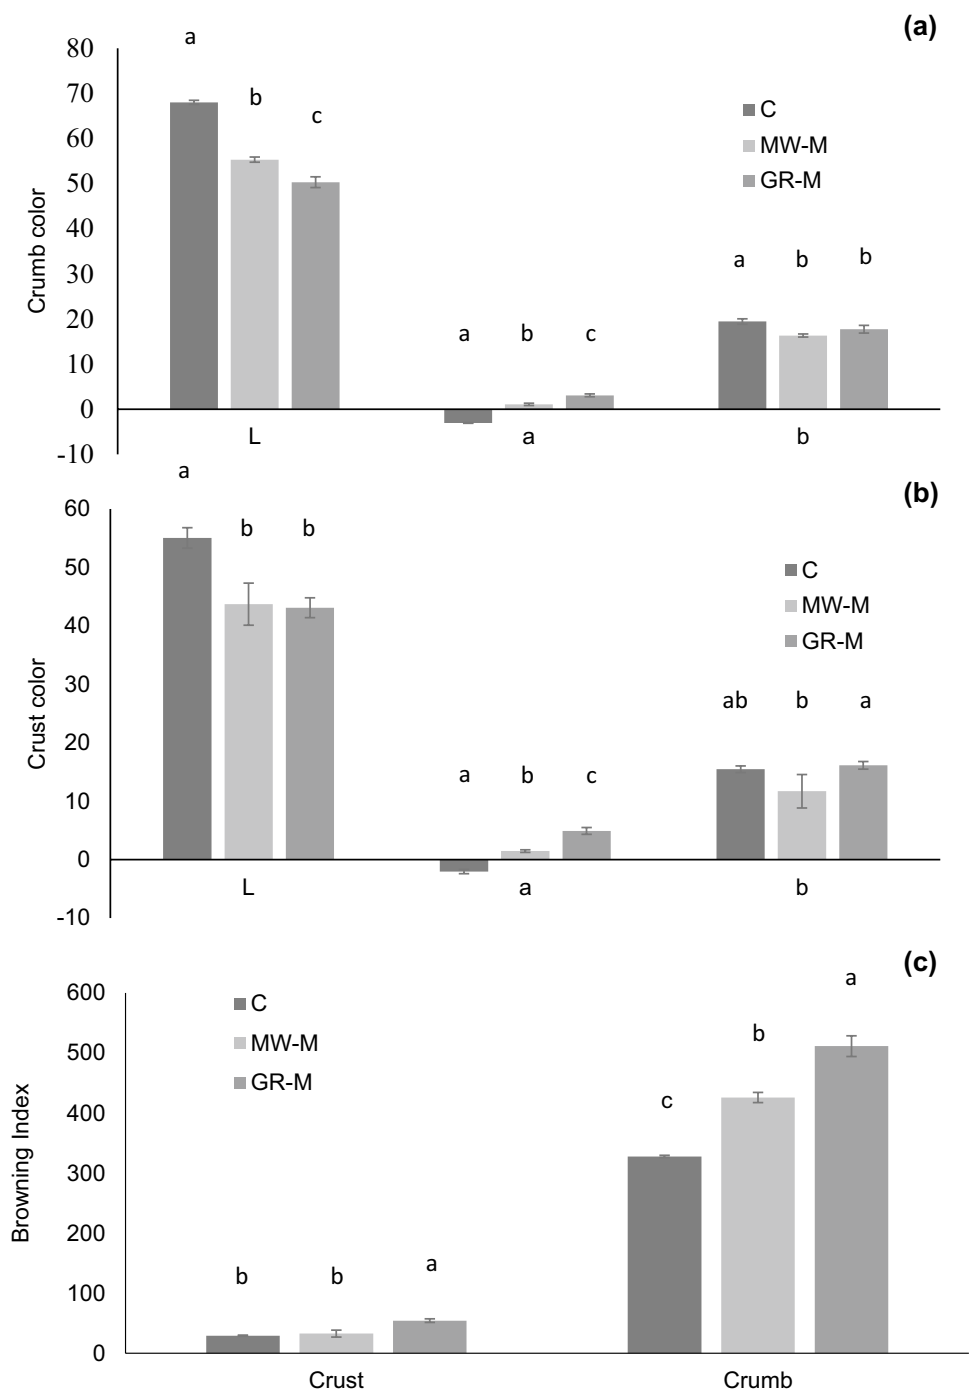 (a)
Crumb color
80
70
60
50
40
30
20
10
0
-10
a
b
c
a
b
c
a
b
b
C
MW-M
GR-M
L
a
b
(b)
Crust color
60
50
40
30
20
10
0
-10
a
b
b
a
b
c
ab
b
a
C
MW-M
GR-M
L
a
b
(c)
Browning Index
600
500
400
300
200
100
0
C
MW-M
GR-M
b
b
a
c
b
a
Crust
Crumb